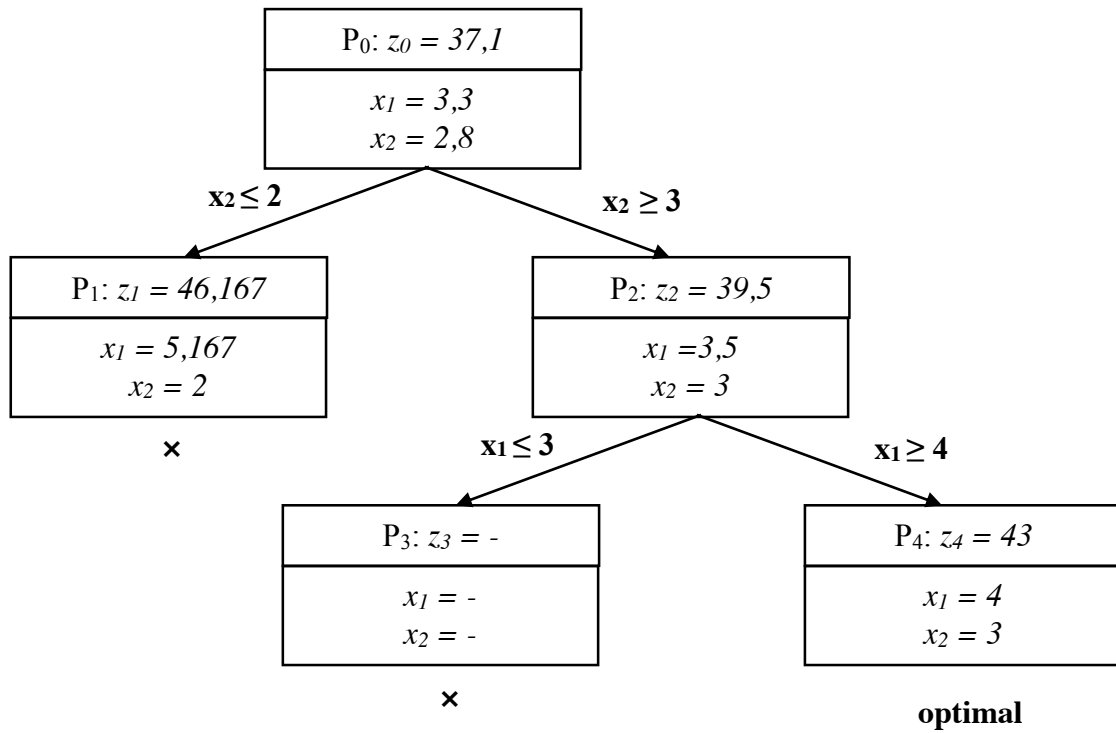 P₀: z₀ = 37,1
x₁ = 3,3
x₂ = 2,8
x₂ ≤ 2
x₂ ≥ 3
P₁: z₁ = 46,167
x₁ = 5,167
x₂ = 2
×
P₂: z₂ = 39,5
x₁ =3,5
x₂ = 3
x₁ ≤ 3
x₁ ≥ 4
P₃: z₃ = -
x₁ = -
x₂ = -
×
P₄: z₄ = 43
x₁ = 4
x₂ = 3
optimal